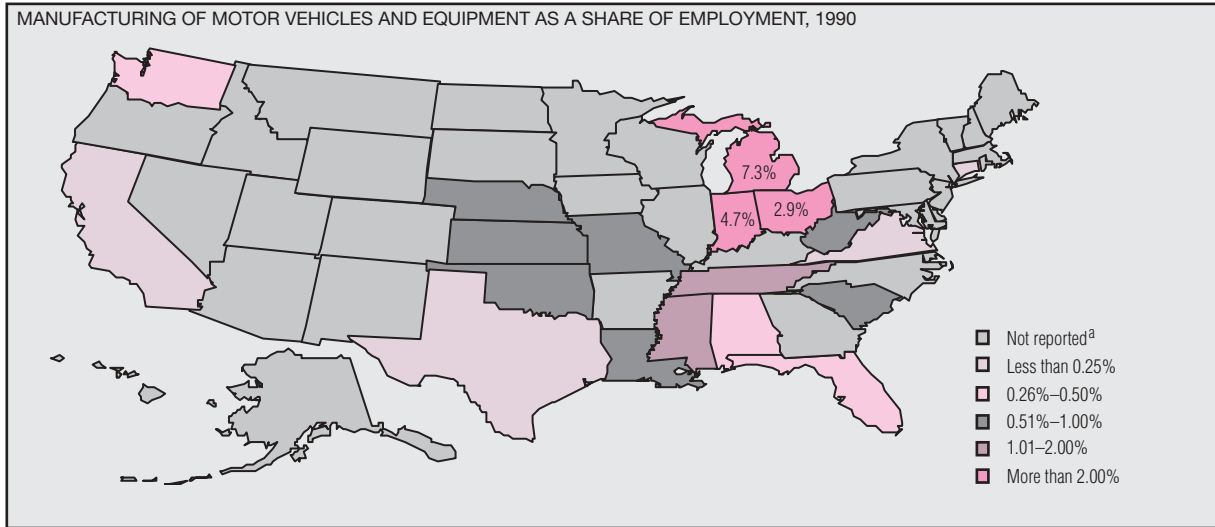 MANUFACTURING OF MOTOR VEHICLES AND EQUIPMENT AS A SHARE OF EMPLOYMENT, 1990
7.3%
4.7%
2.9%
Not reportedᵃ
Less than 0.25%
0.26%–0.50%
0.51%–1.00%
1.01–2.00%
More than 2.00%